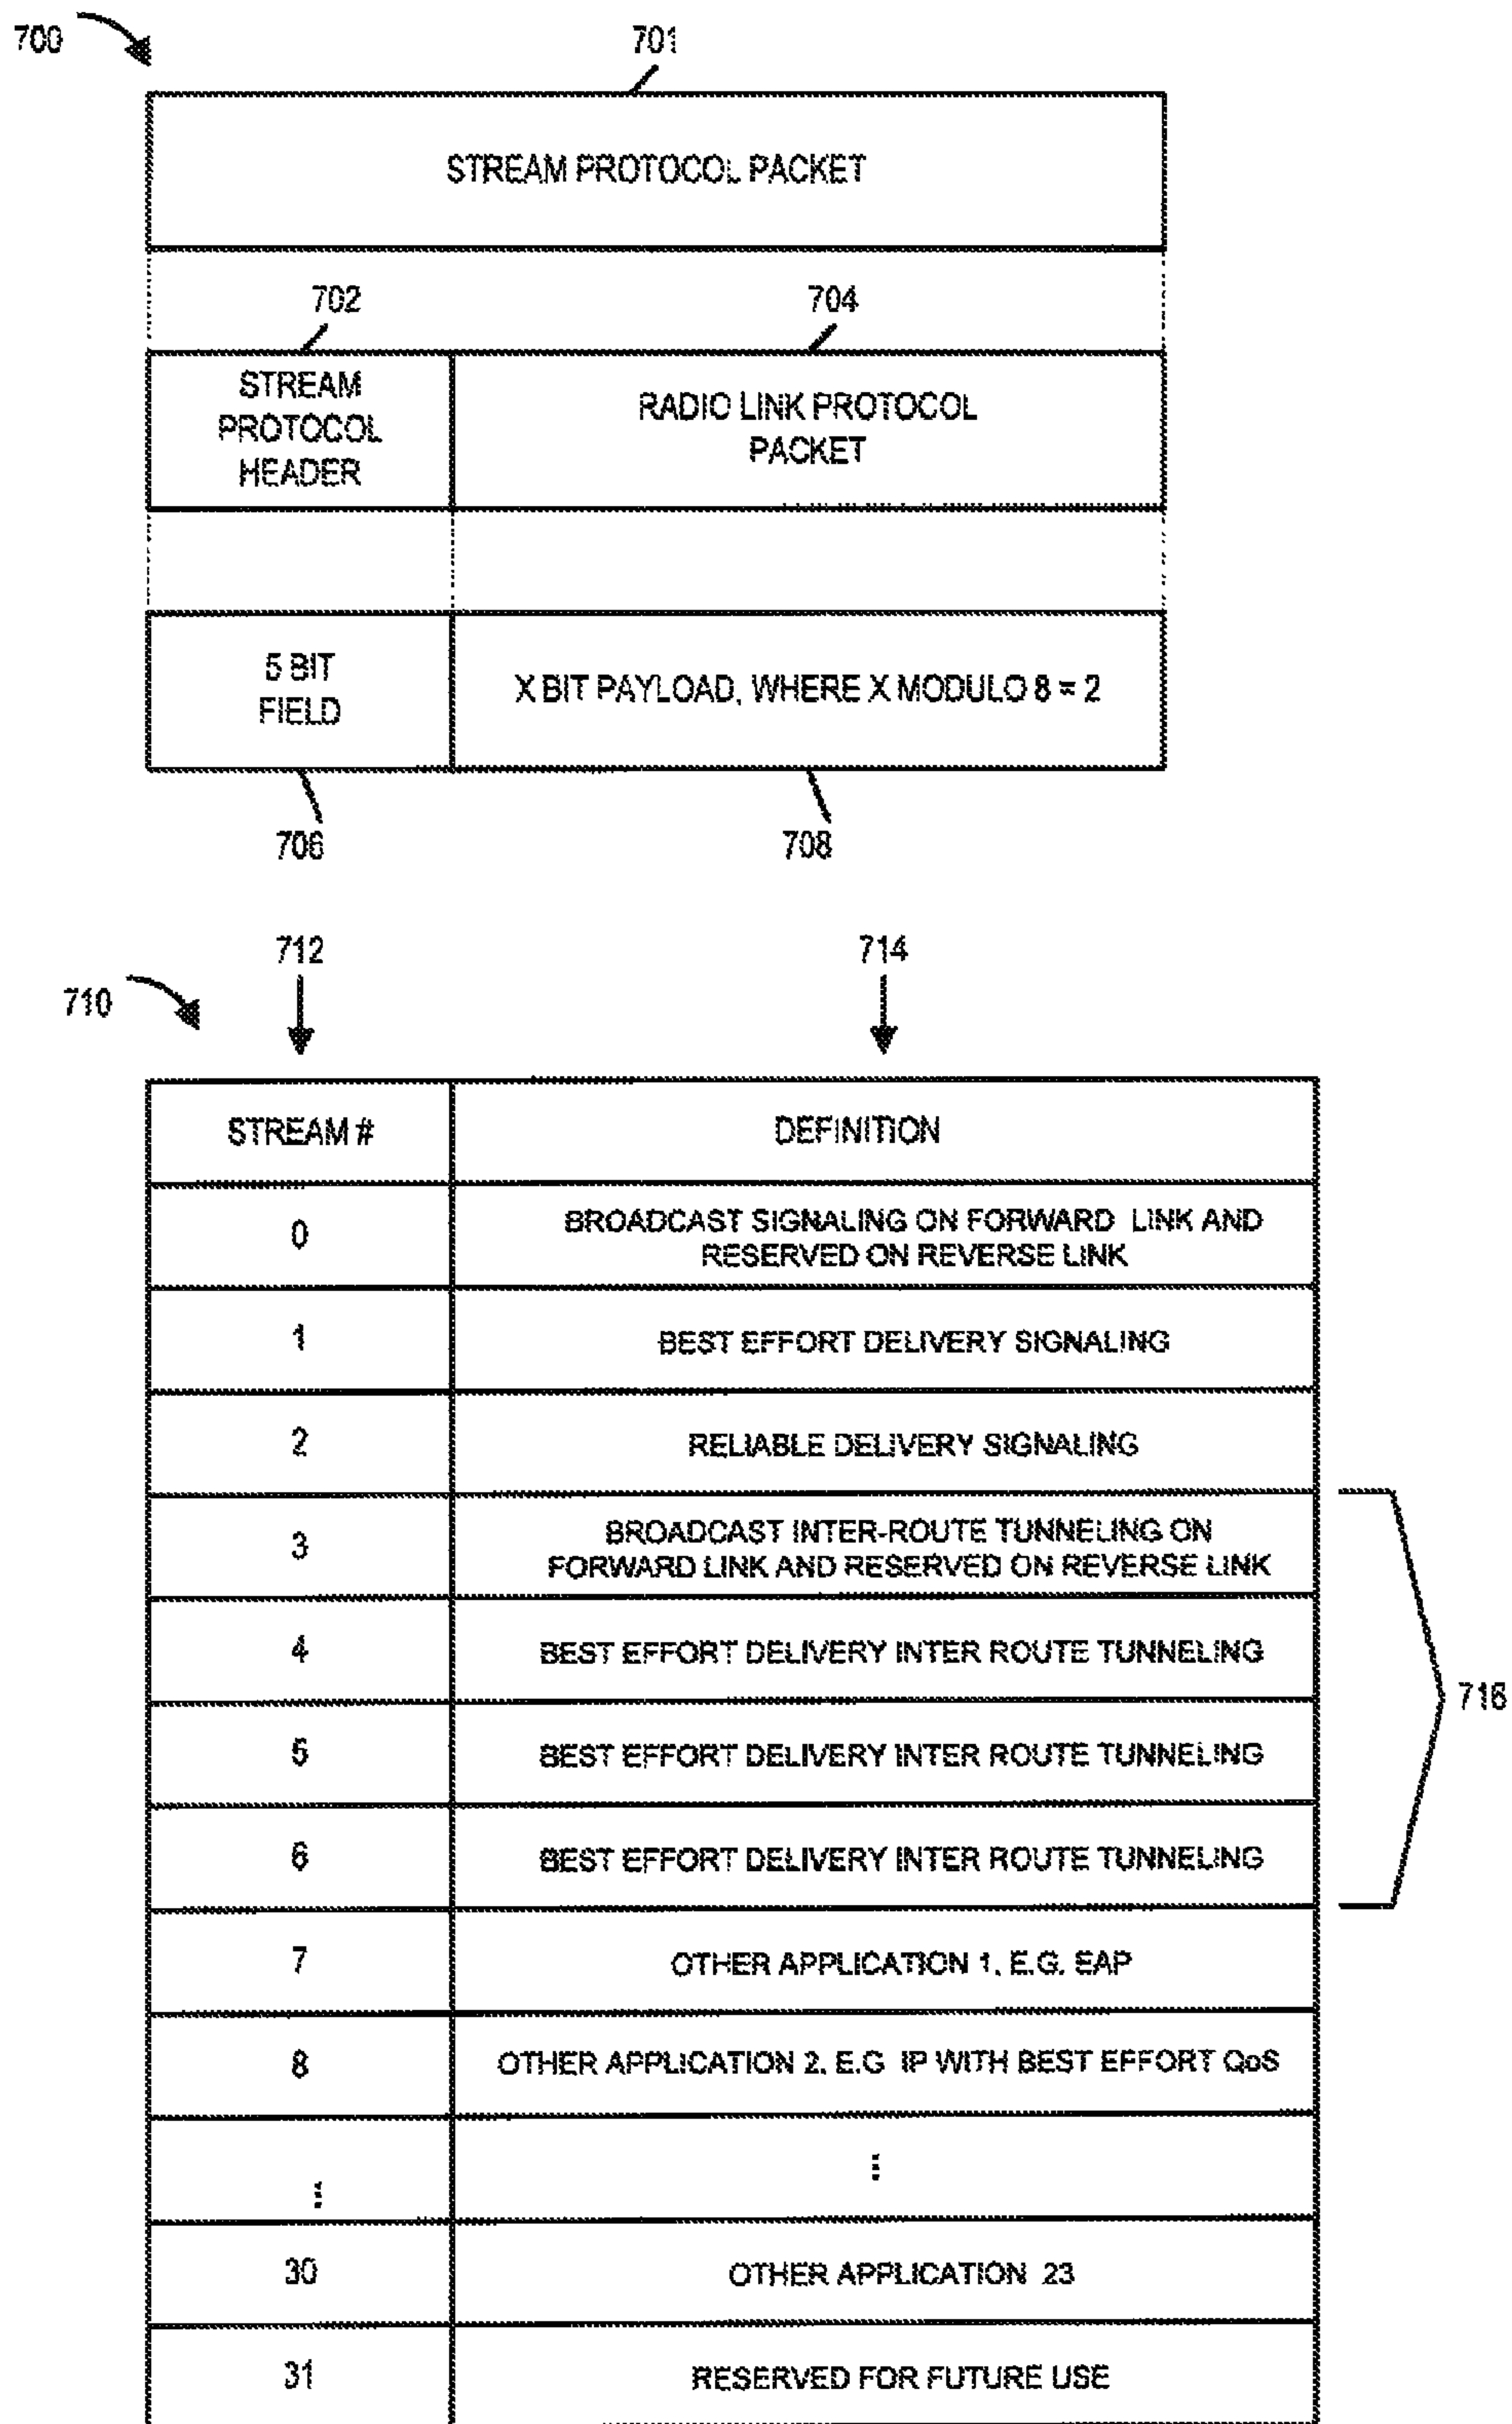 700
701
STREAM PROTOCOL PACKET
702
704
STREAM
PROTOCOL
HEADER
RADIO LINK PROTOCOL
PACKET
5 BIT
FIELD
X BIT PAYLOAD, WHERE X MODULO 8 = 2
706
708
712
714
710
STREAM #
DEFINITION
0
BROADCAST SIGNALING ON FORWARD LINK AND
RESERVED ON REVERSE LINK
1
BEST EFFORT DELIVERY SIGNALING
2
RELIABLE DELIVERY SIGNALING
3
BROADCAST INTER-ROUTE TUNNELING ON
FORWARD LINK AND RESERVED ON REVERSE LINK
4
BEST EFFORT DELIVERY INTER ROUTE TUNNELING
716
5
BEST EFFORT DELIVERY INTER ROUTE TUNNELING
6
BEST EFFORT DELIVERY INTER ROUTE TUNNELING
7
OTHER APPLICATION 1, E.G. EAP
8
OTHER APPLICATION 2, E.G IP WITH BEST EFFORT QoS
⋮
⋮
30
OTHER APPLICATION 23
31
RESERVED FOR FUTURE USE